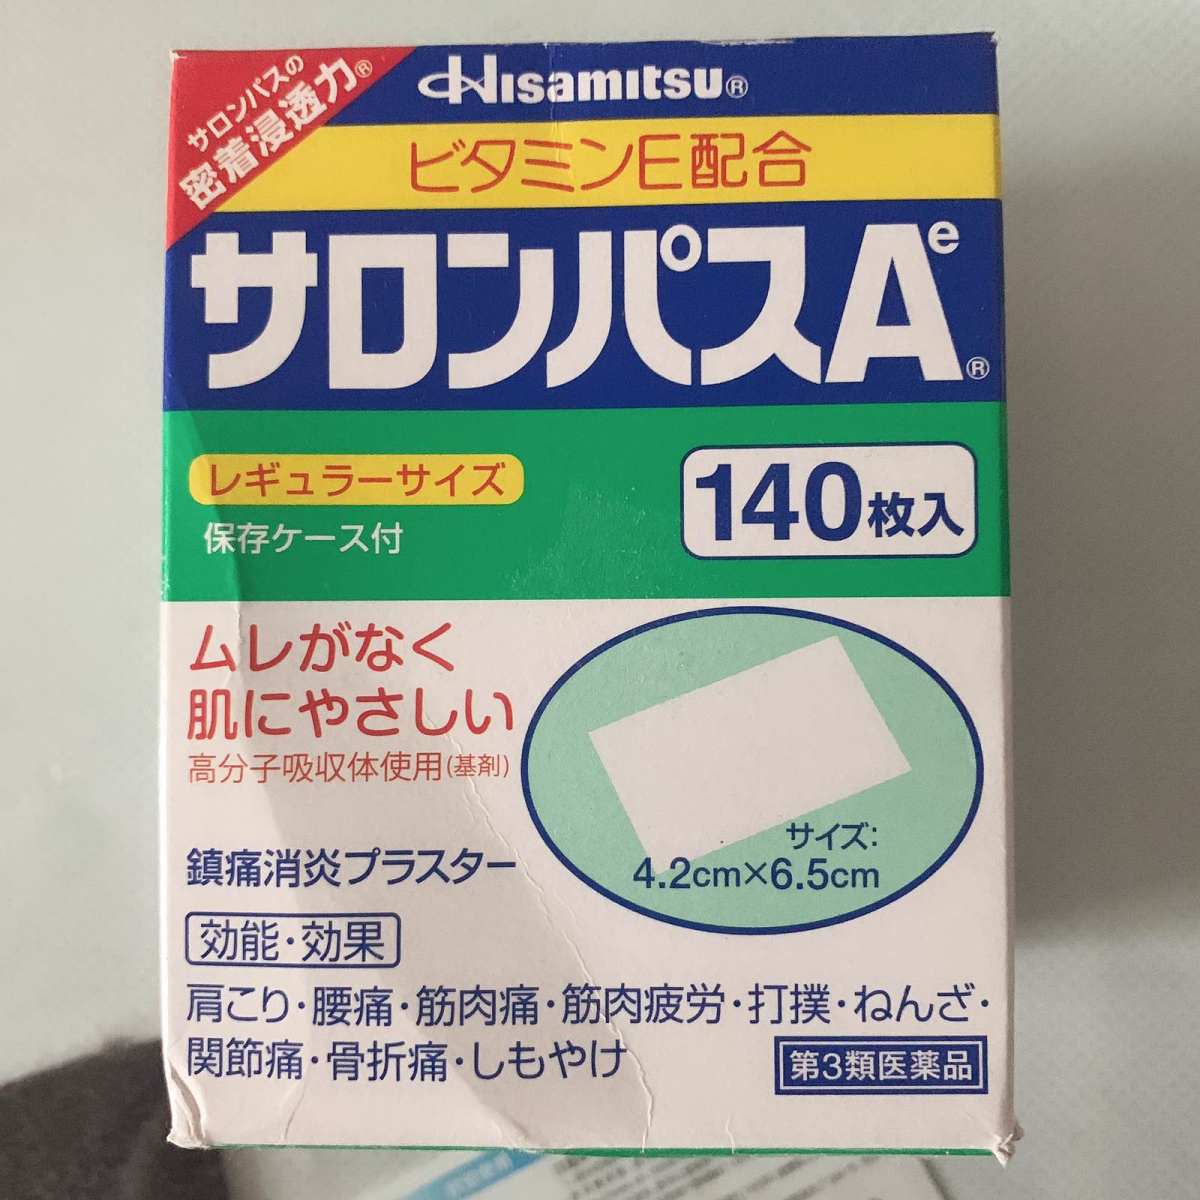 サロンパスの
密着浸透力®
Hisamitsu®
ビタミンE配合
サロンパスAe®
レギュラーサイズ
保存ケース付
140枚入
ムレがなく
肌にやさしい
高分子吸収体使用(基剤)
サイズ:
4.2cm×6.5cm
鎮痛消炎プラスター
効能・効果
肩こり・腰痛・筋肉痛・筋肉疲労・打撲・ねんざ・
関節痛・骨折痛・しもやけ
第3類医薬品